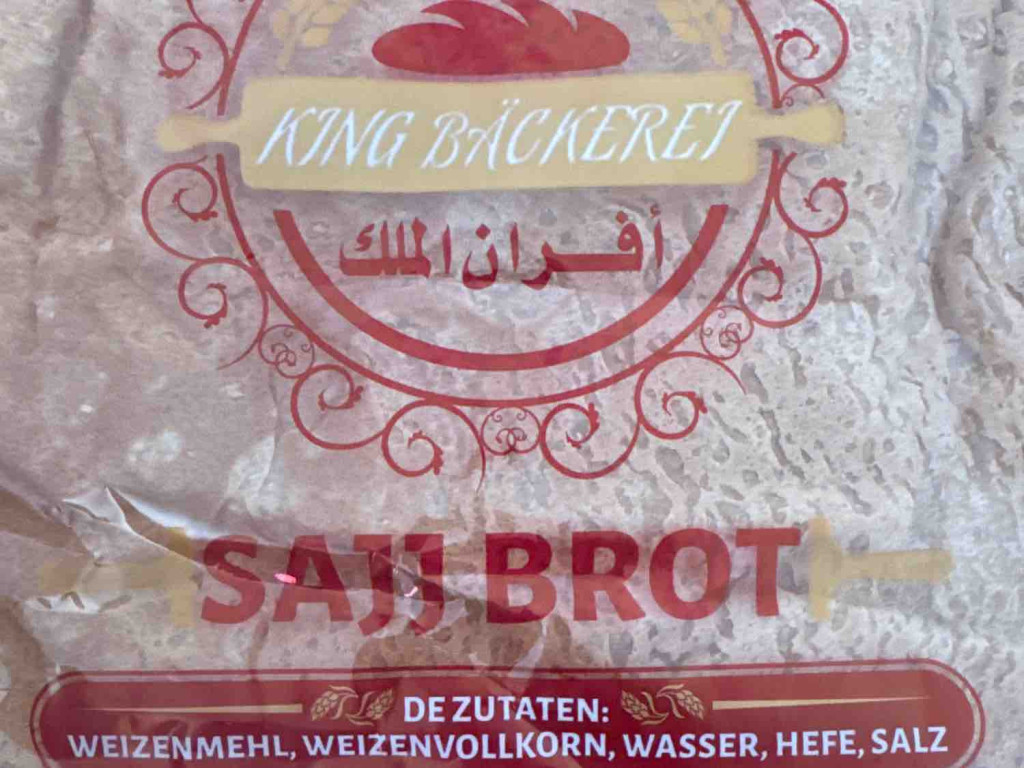 KING BÄCKEREI
أفران الملك
SAJJ BROT
DE ZUTATEN:
WEIZENMEHL, WEIZENVOLLKORN, WASSER, HEFE, SALZ